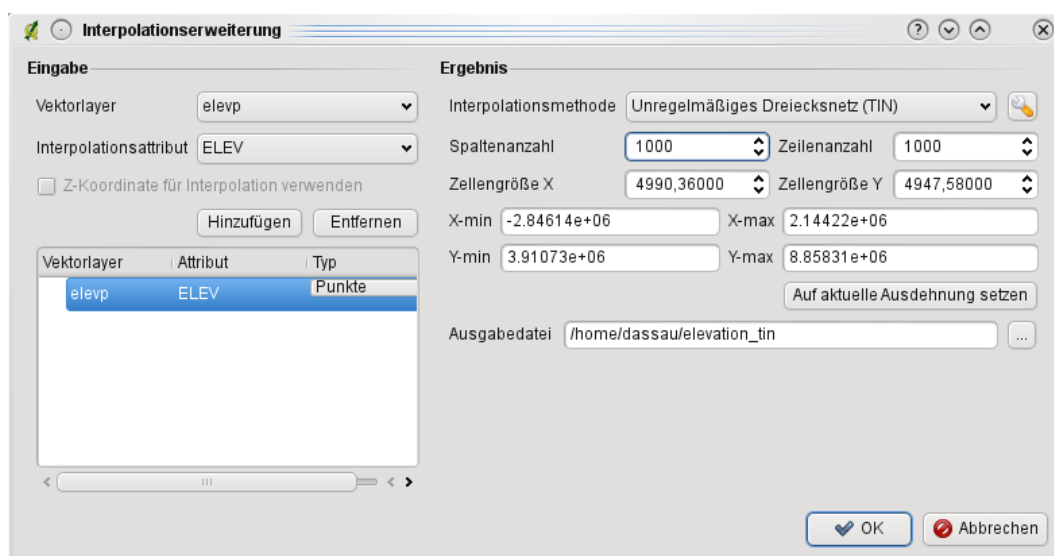 Interpolationserweiterung
Eingabe
Vektorlayer elevp
Interpolationsattribut ELEV
Z-Koordinate für Interpolation verwenden
Hinzufügen Entfernen
Vektorlayer Attribut Typ
elevp ELEV Punkte
Ergebnis
Interpolationsmethode Unregelmäßiges Dreiecksnetz (TIN)
Spaltenanzahl 1000 Zeilenanzahl 1000
Zellengröße X 4990,36000 Zellengröße Y 4947,58000
X-min -2.84614e+06 X-max 2.14422e+06
Y-min 3.91073e+06 Y-max 8.85831e+06
Auf aktuelle Ausdehnung setzen
Ausgabedatei /home/dassau/elevation_tin ...
OK Abbrechen